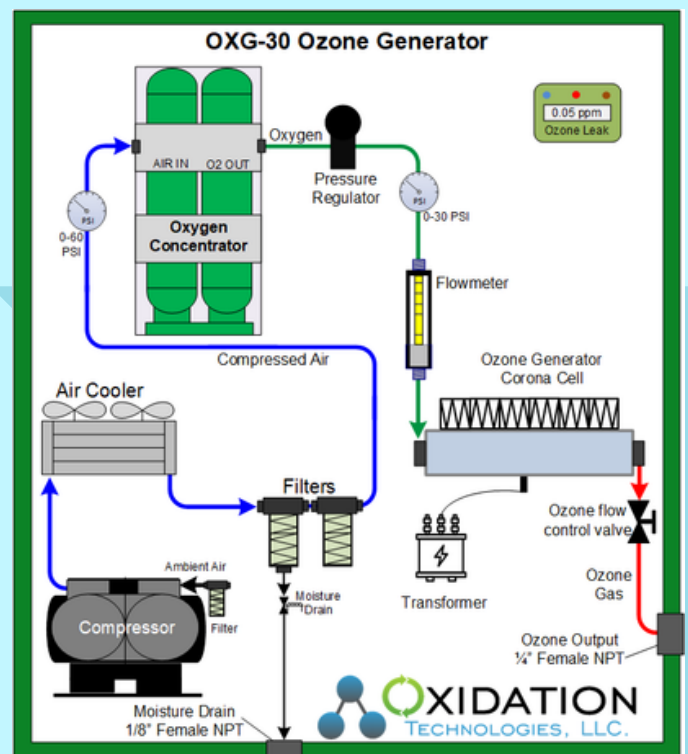 OXG-30 Ozone Generator
0.05 ppm
Ozone Leak
Oxygen
AIR IN
O2 OUT
Pressure
Regulator
PSI
0-60
PSI
PSI
0-30 PSI
Oxygen
Concentrator
Flowmeter
Compressed Air
Ozone Generator
Corona Cell
Air Cooler
Filters
Ozone flow
control valve
Ambient Air
Moisture
Drain
Transformer
Ozone
Gas
Compressor
Filter
Ozone Output
¼" Female NPT
Moisture Drain
1/8" Female NPT
OXIDATION
TECHNOLOGIES, LLC.